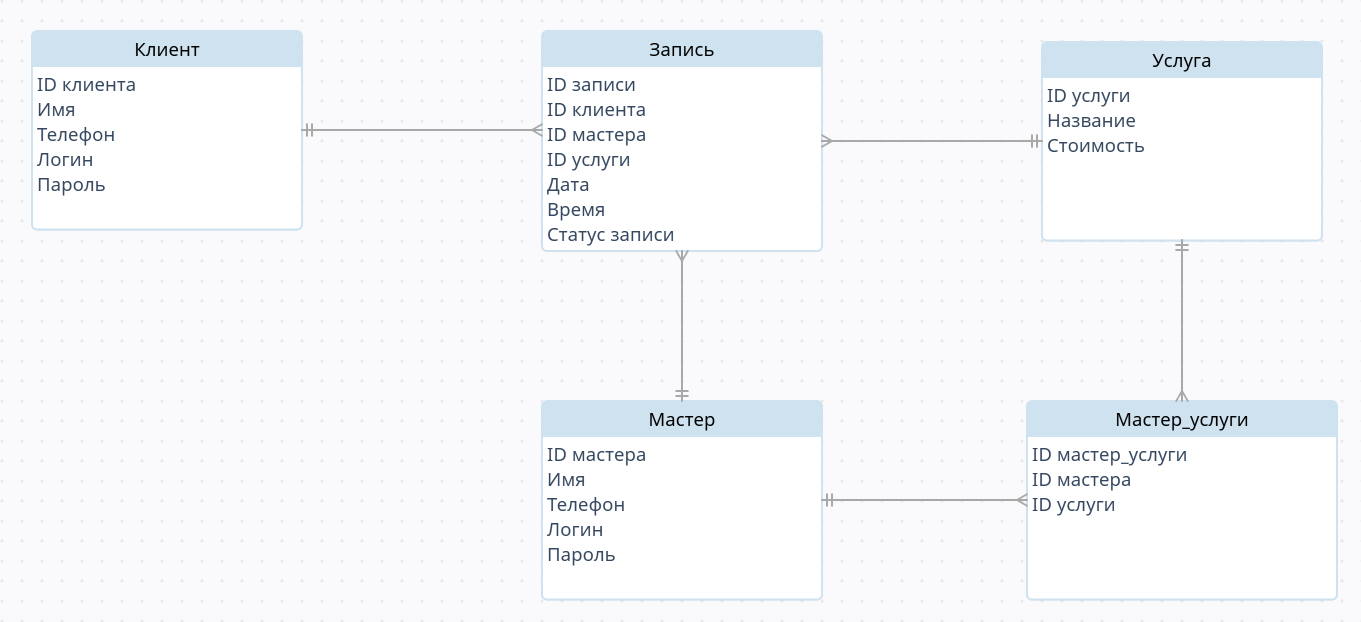 Клиент
ID клиента
Имя
Телефон
Логин
Пароль
Запись
ID записи
ID клиента
ID мастера
ID услуги
Дата
Время
Статус записи
Услуга
ID услуги
Название
Стоимость
Мастер
ID мастера
Имя
Телефон
Логин
Пароль
Мастер_услуги
ID мастер_услуги
ID мастера
ID услуги